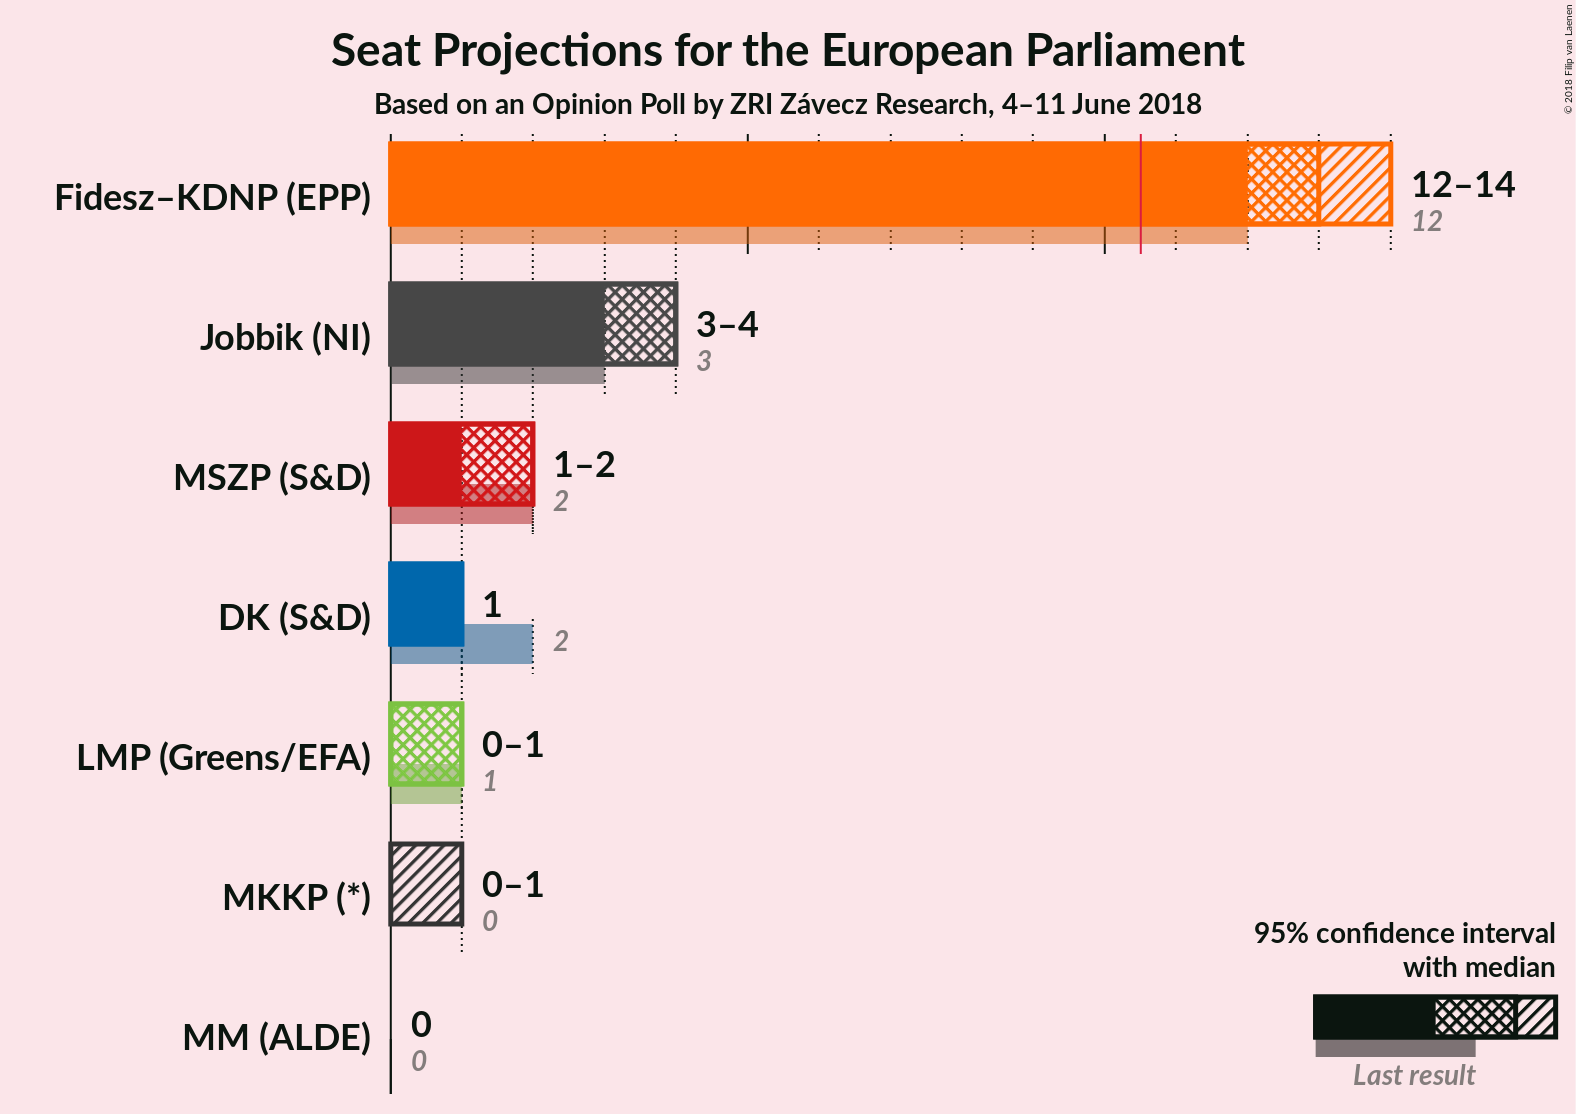 Seat Projections for the European Parliament
Based on an Opinion Poll by ZRI Závecz Research, 4–11 June 2018
© 2018 Filip van Laenen
Fidesz–KDNP (EPP)
12–14
12
Jobbik (NI)
3–4
3
MSZP (S&D)
1–2
2
DK (S&D)
1
2
LMP (Greens/EFA)
0–1
1
MKKP (*)
0–1
0
MM (ALDE)
0
0
95% confidence interval
with median
Last result